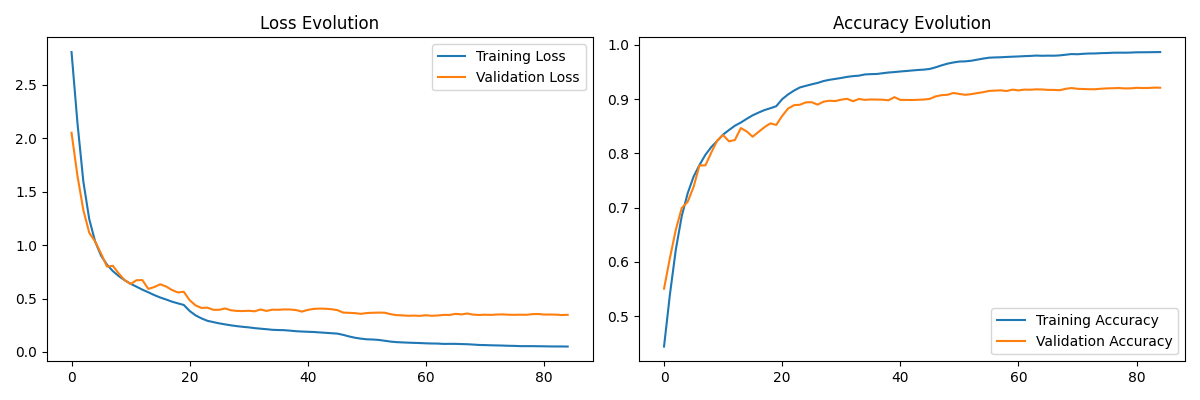 Loss Evolution
Training Loss
Validation Loss
2.5
2.0
1.5
1.0
0.5
0.0
0 20 40 60 80
Accuracy Evolution
1.0
0.9
0.8
0.7
0.6
0.5
Training Accuracy
Validation Accuracy
0 20 40 60 80